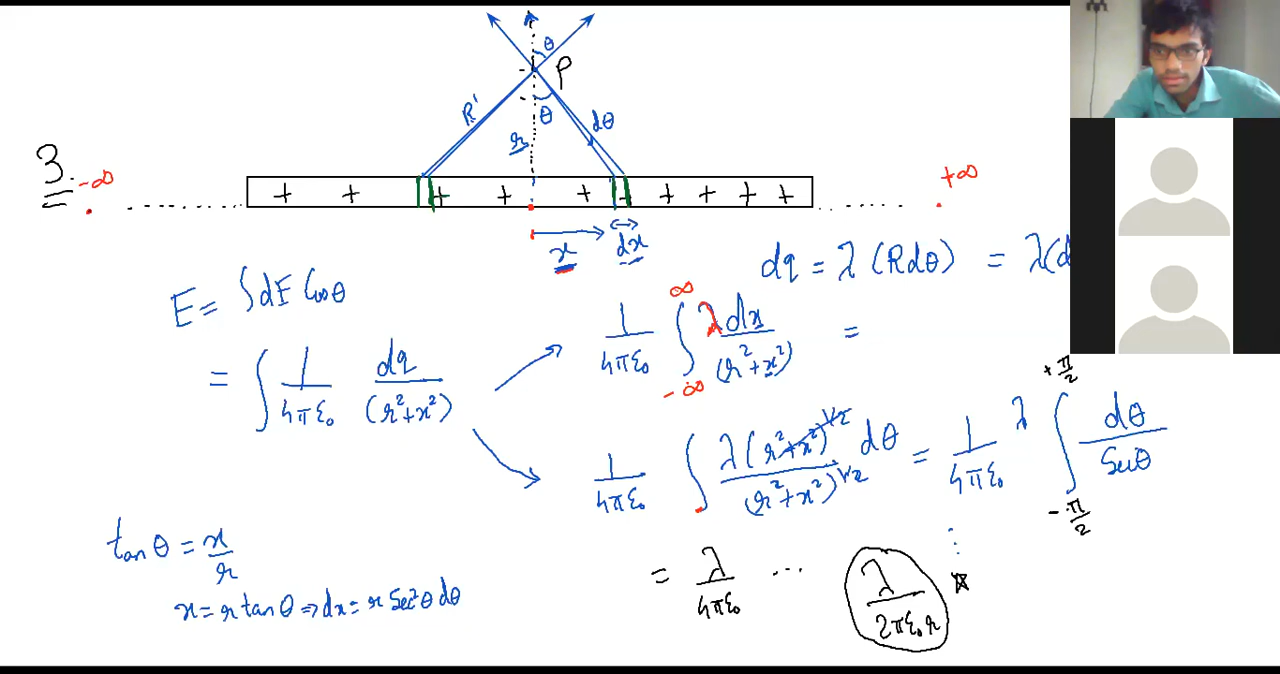 θ
P
R'
θ
dθ
r
3.
-∞
+∞
+ + + + + + + + +
x
dx
dq = λ (Rdθ) = λ(d
E = ∫dE Cosθ
1/4πε₀ ∫_{-∞}^{∞} λdx/(r²+x²) =
= ∫ 1/4πε₀ dq/(r²+x²)
1/4πε₀ ∫ λ(r²+x²)^{1/2} dθ/(r²+x²)^{1/2} = 1/4πε₀ λ ∫_{-π/2}^{+π/2} dθ/Secθ
tanθ = x/r
x = r tanθ ⇒ dx = r Sec²θ dθ
= λ/4πε₀ ... λ/2πε₀r